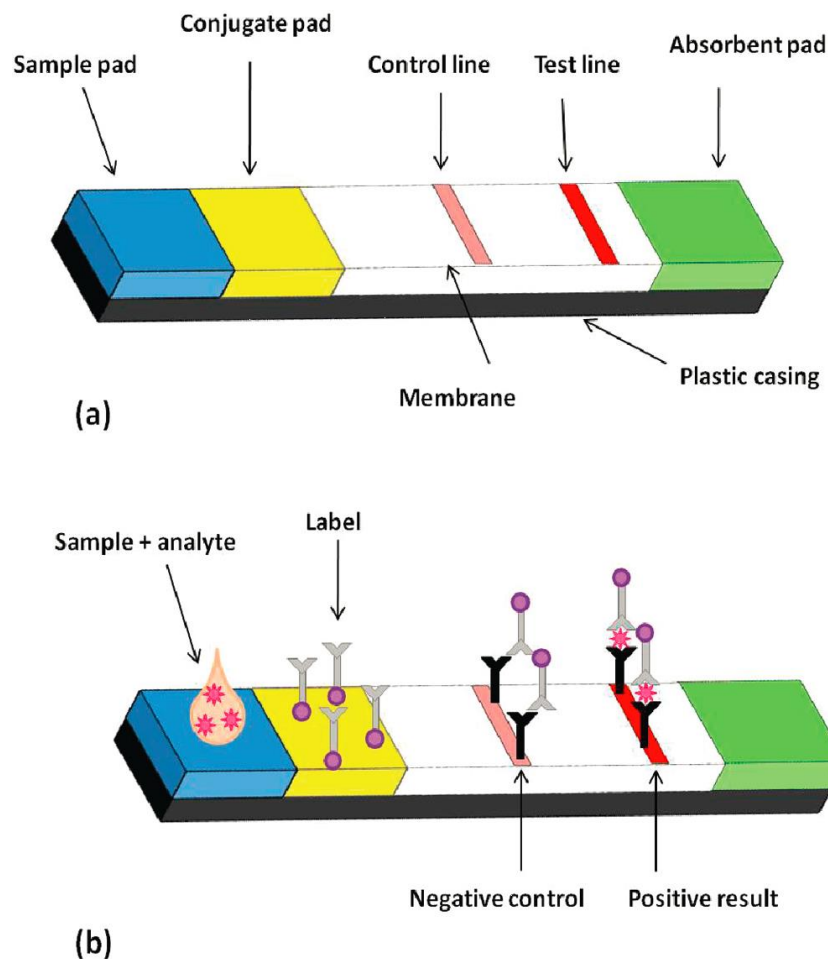 Conjugate pad
Sample pad
Control line
Test line
Absorbent pad
Membrane
Plastic casing
(a)
Label
Sample + analyte
Negative control
Positive result
(b)